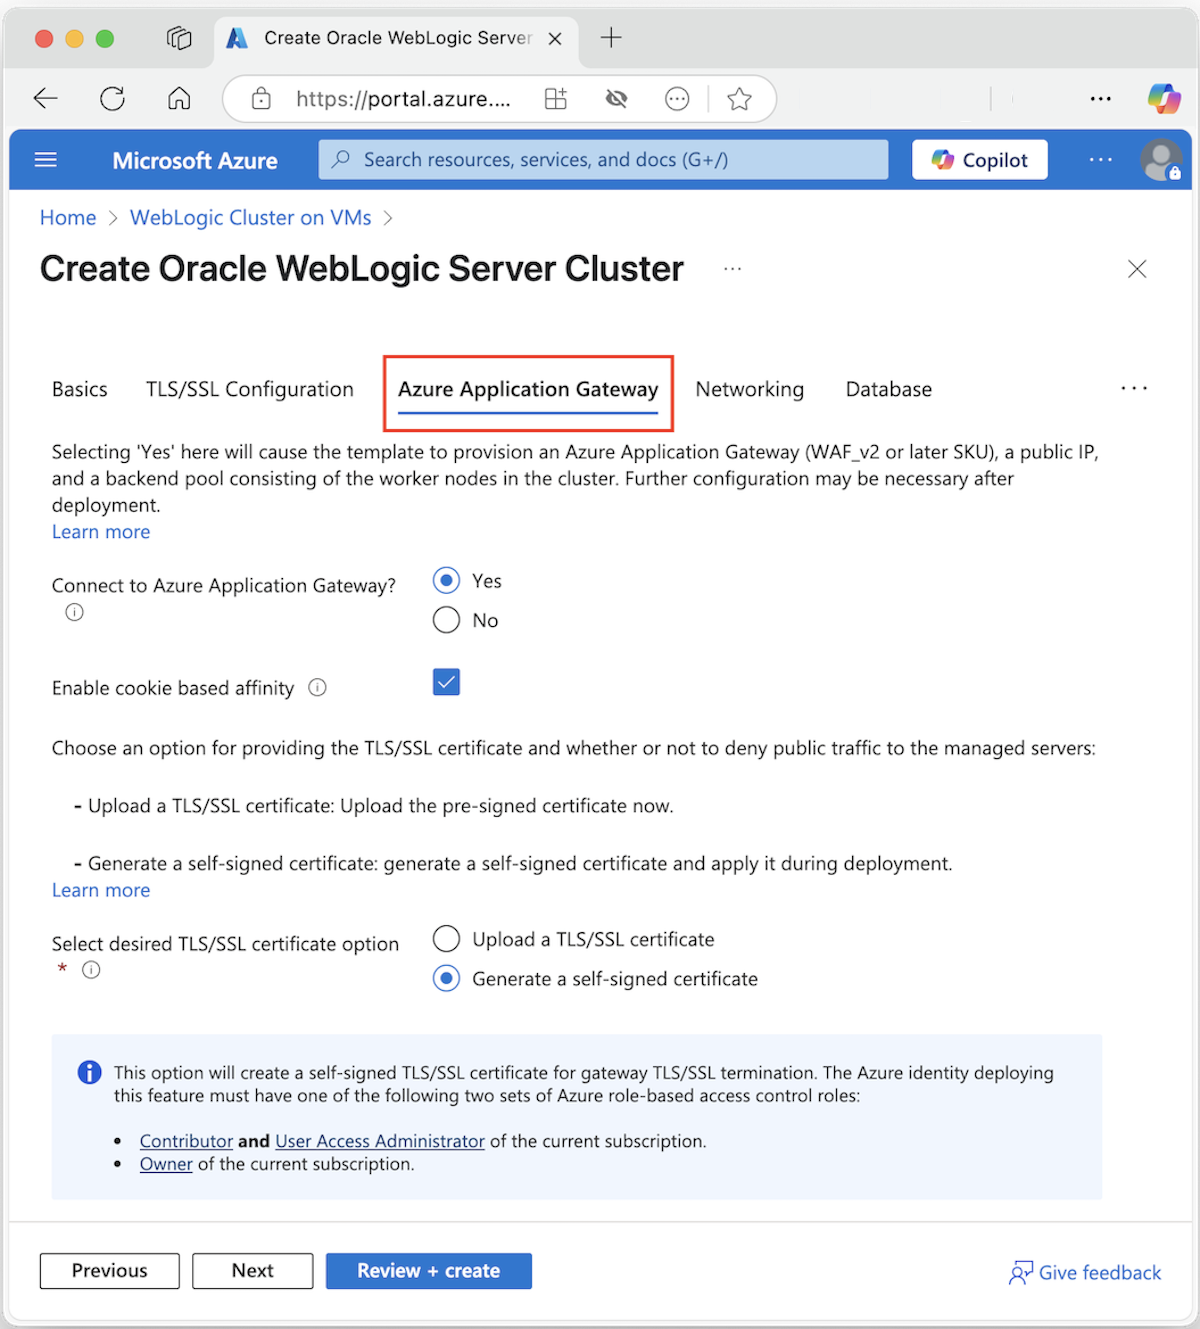 Create Oracle WebLogic Server
https://portal.azure....
Microsoft Azure
Search resources, services, and docs (G+/)
Copilot
Home > WebLogic Cluster on VMs >
Create Oracle WebLogic Server Cluster
Basics TLS/SSL Configuration Azure Application Gateway Networking Database
Selecting 'Yes' here will cause the template to provision an Azure Application Gateway (WAF_v2 or later SKU), a public IP,
and a backend pool consisting of the worker nodes in the cluster. Further configuration may be necessary after
deployment.
Learn more
Connect to Azure Application Gateway?
Yes
No
Enable cookie based affinity
Choose an option for providing the TLS/SSL certificate and whether or not to deny public traffic to the managed servers:
- Upload a TLS/SSL certificate: Upload the pre-signed certificate now.
- Generate a self-signed certificate: generate a self-signed certificate and apply it during deployment.
Learn more
Select desired TLS/SSL certificate option
*
Upload a TLS/SSL certificate
Generate a self-signed certificate
This option will create a self-signed TLS/SSL certificate for gateway TLS/SSL termination. The Azure identity deploying
this feature must have one of the following two sets of Azure role-based access control roles:
• Contributor and User Access Administrator of the current subscription.
• Owner of the current subscription.
Previous
Next
Review + create
Give feedback